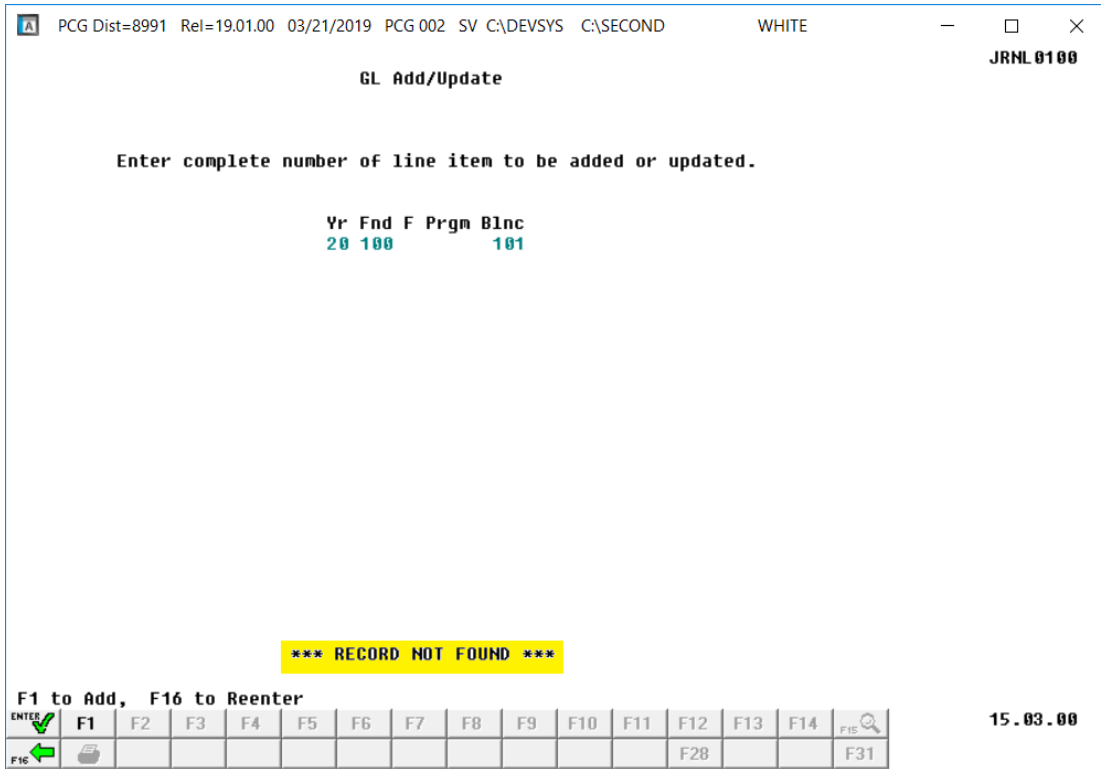 A PCG Dist=8991 Rel=19.01.00 03/21/2019 PCG 002 SV C:\DEVSYS C:\SECOND WHITE
JRNL0100
GL Add/Update
Enter complete number of line item to be added or updated.
Yr Fnd F Prgm Blnc
20 100 101
*** RECORD NOT FOUND ***
F1 to Add, F16 to Reenter
ENTER F1 F2 F3 F4 F5 F6 F7 F8 F9 F10 F11 F12 F13 F14 F15
15.03.00
F16 F28 F31